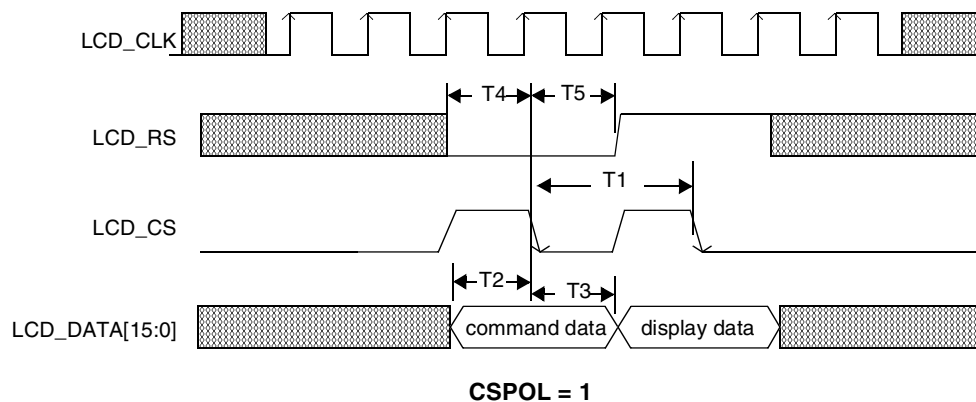 LCD_CLK
T4
T5
LCD_RS
T1
LCD_CS
T2
T3
LCD_DATA[15:0]
command data
display data
CSPOL = 1